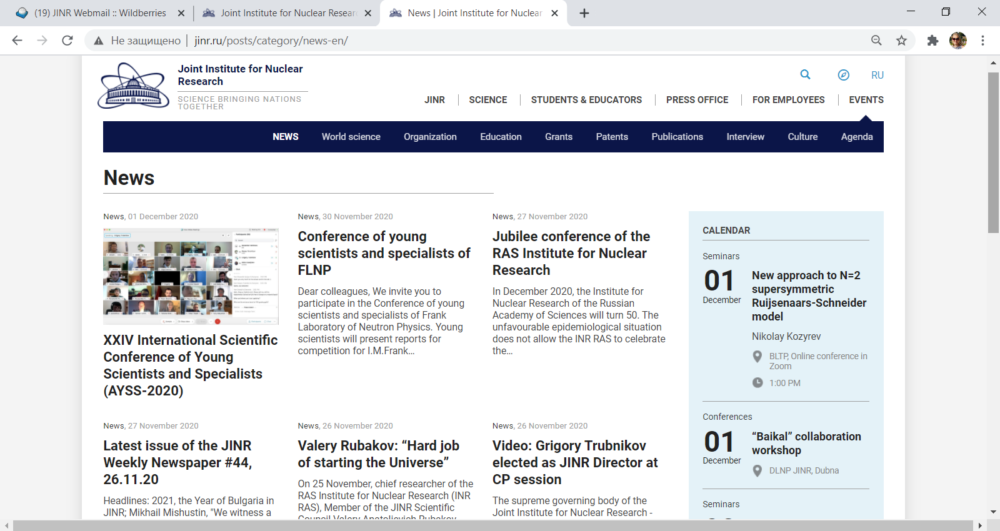 (19) JINR Webmail :: Wildberries
Joint Institute for Nuclear Resear
News | Joint Institute for Nuclear
Не защищено
jinr.ru/posts/category/news-en/
Joint Institute for Nuclear
Research
SCIENCE BRINGING NATIONS
TOGETHER
RU
JINR
SCIENCE
STUDENTS & EDUCATORS
PRESS OFFICE
FOR EMPLOYEES
EVENTS
NEWS
World science
Organization
Education
Grants
Patents
Publications
Interview
Culture
Agenda
News
News, 01 December 2020
XXIV International Scientific
Conference of Young
Scientists and Specialists
(AYSS-2020)
News, 30 November 2020
Conference of young
scientists and specialists of
FLNP
Dear colleagues, We invite you to
participate in the Conference of young
scientists and specialists of Frank
Laboratory of Neutron Physics. Young
scientists will present reports for
competition for I.M.Frank...
News, 27 November 2020
Jubilee conference of the
RAS Institute for Nuclear
Research
In December 2020, the Institute for
Nuclear Research of the Russian
Academy of Sciences will turn 50. The
unfavourable epidemiological situation
does not allow the INR RAS to celebrate
the...
News, 27 November 2020
Latest issue of the JINR
Weekly Newspaper #44,
26.11.20
Headlines: 2021, the Year of Bulgaria in
JINR; Mikhail Mishustin, "We witness a
News, 26 November 2020
Valery Rubakov: “Hard job
of starting the Universe”
On 25 November, chief researcher of the
RAS Institute for Nuclear Research (INR
RAS), Member of the JINR Scientific
Council Valery Anatolievich Rubakov
News, 26 November 2020
Video: Grigory Trubnikov
elected as JINR Director at
CP session
The supreme governing body of the
Joint Institute for Nuclear Research -
CALENDAR
Seminars
01
December
New approach to N=2
supersymmetric
Ruijsenaars-Schneider
model
Nikolay Kozyrev
BLTP, Online conference in
Zoom
1:00 PM
Conferences
01
December
“Baikal” collaboration
workshop
DLNP JINR, Dubna
Seminars